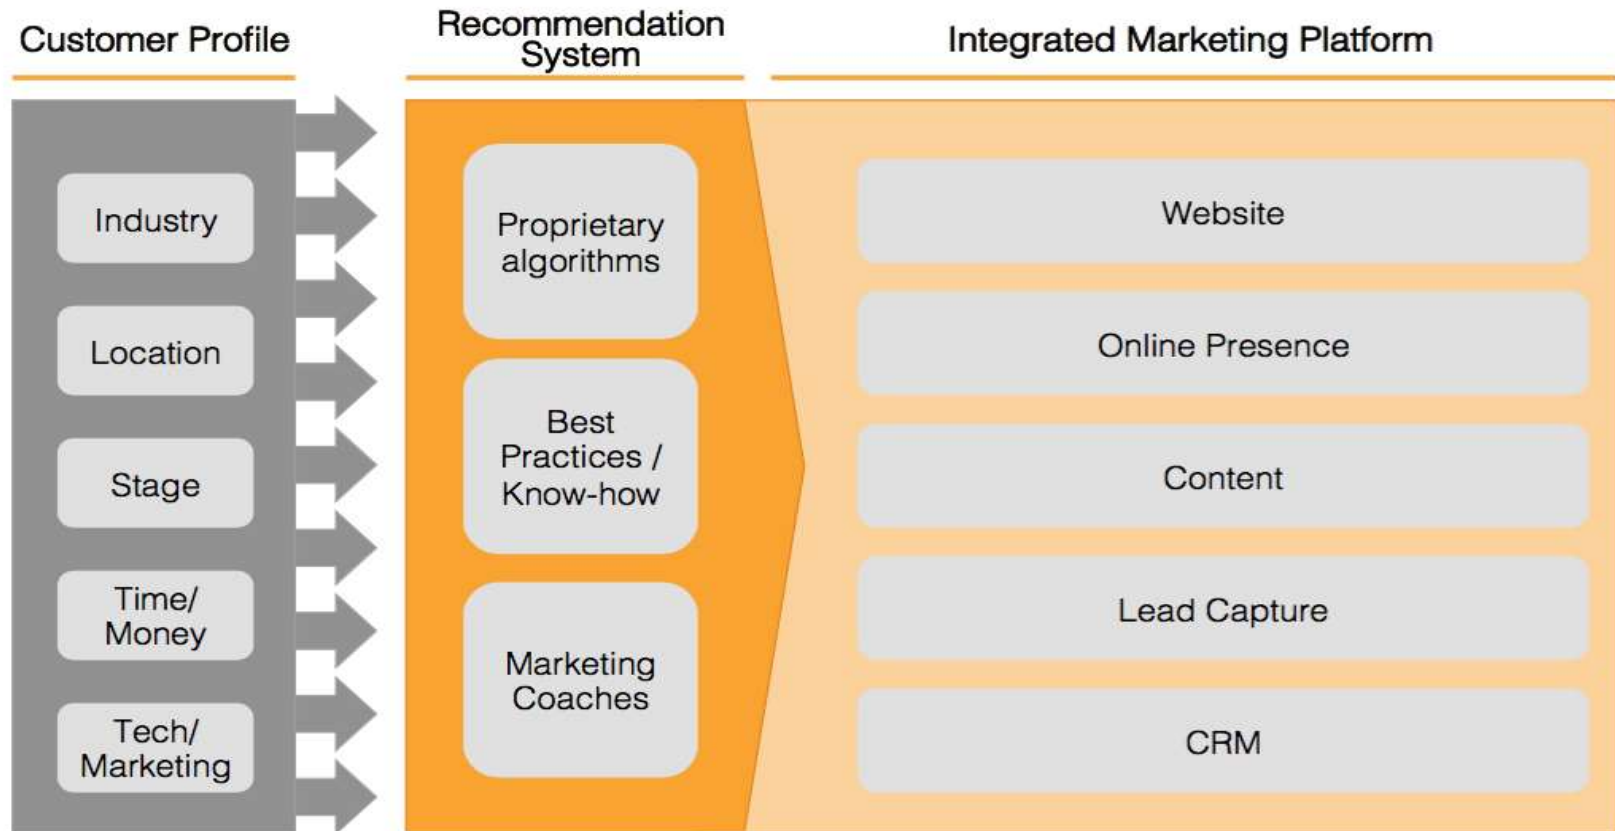 Customer Profile
Recommendation
System
Integrated Marketing Platform
Industry
Location
Stage
Time/
Money
Tech/
Marketing
Proprietary
algorithms
Best
Practices /
Know-how
Marketing
Coaches
Website
Online Presence
Content
Lead Capture
CRM